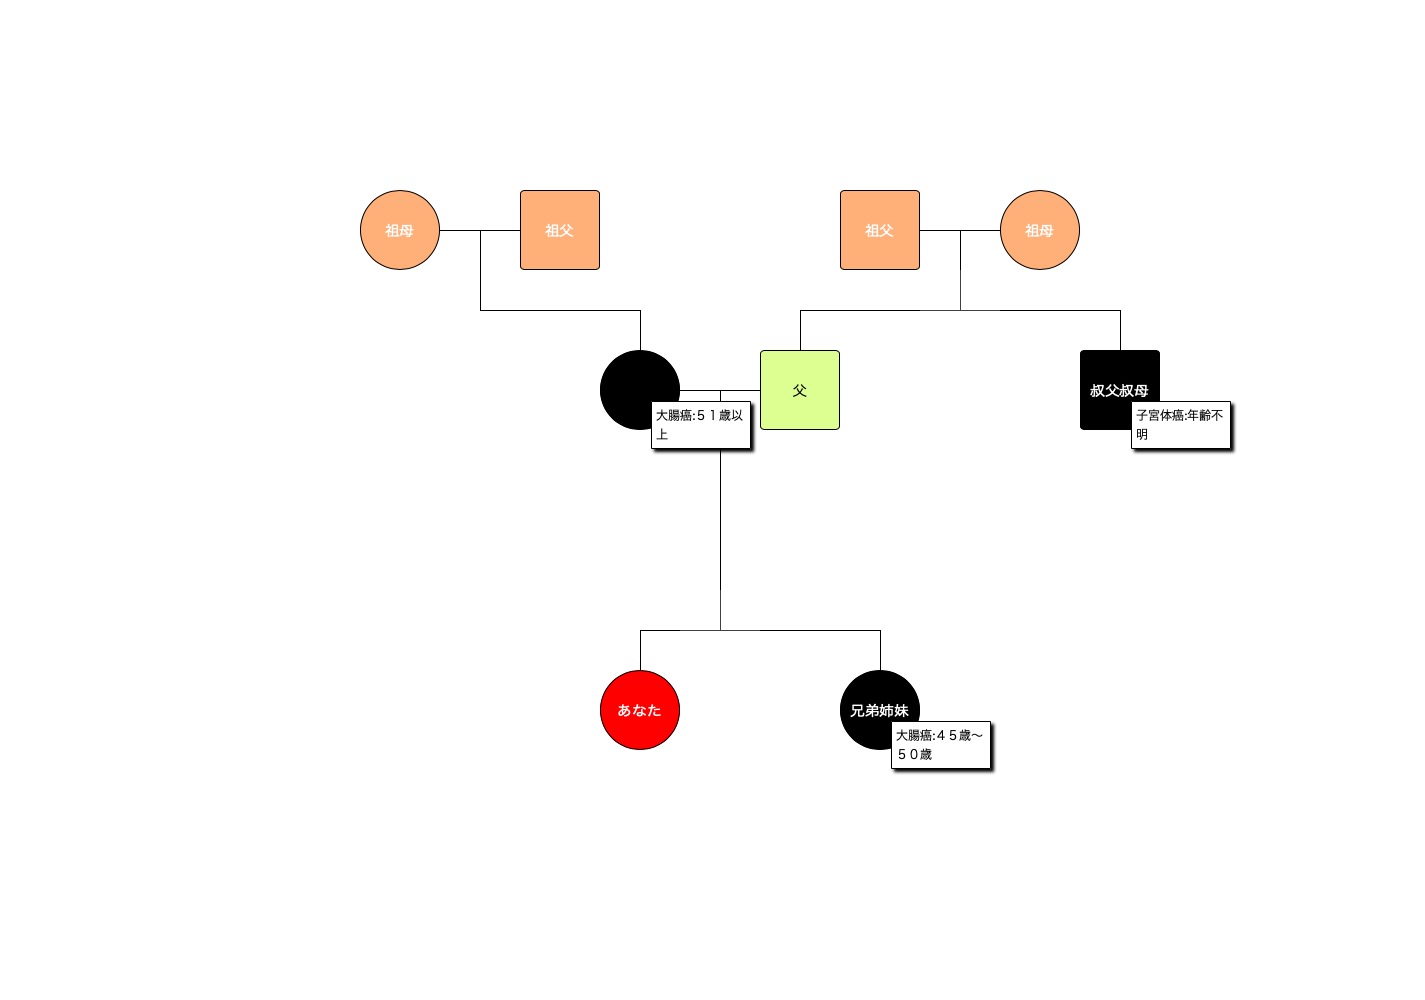 祖母
祖父
祖父
祖母
父
叔父叔母
大腸癌:５１歳以
上
子宮体癌:年齢不
明
あなた
兄弟姉妹
大腸癌:４５歳〜
５０歳